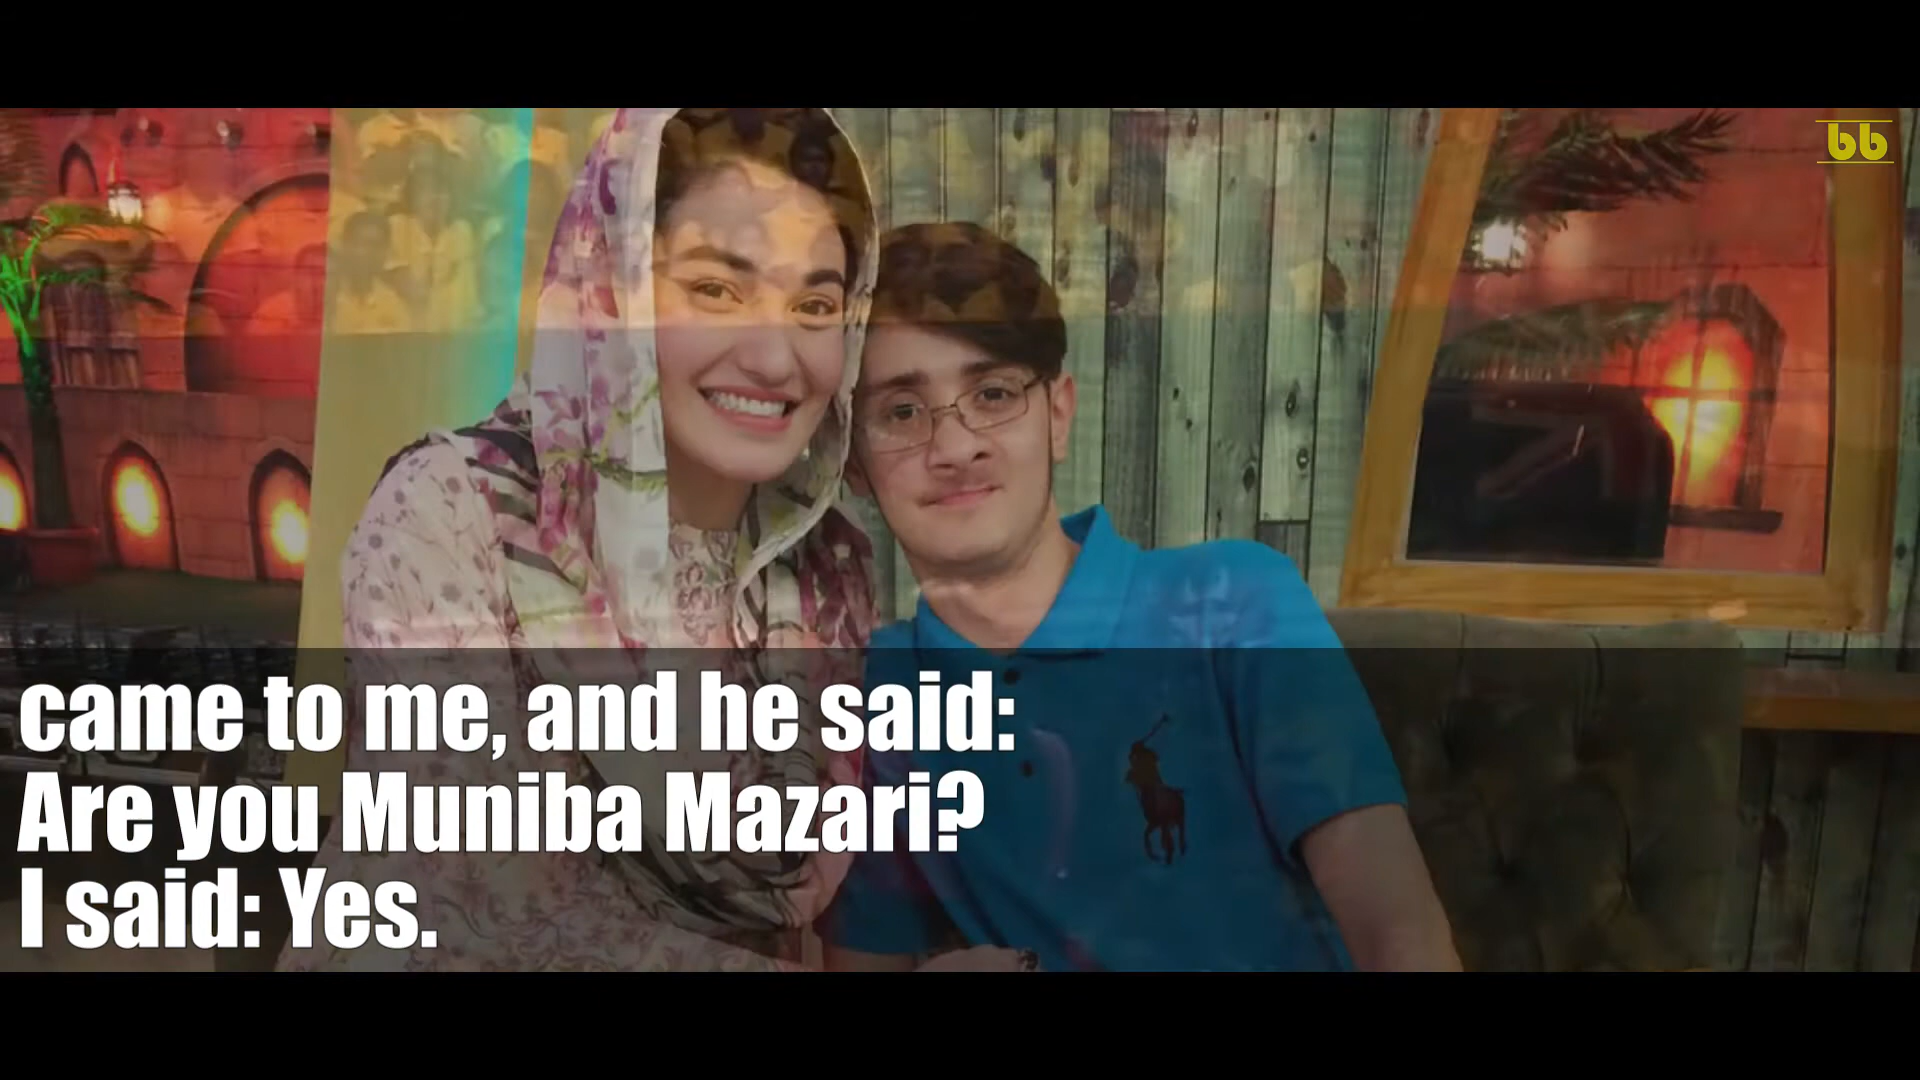 bb
came to me, and he said:
Are you Muniba Mazari?
I said: Yes.